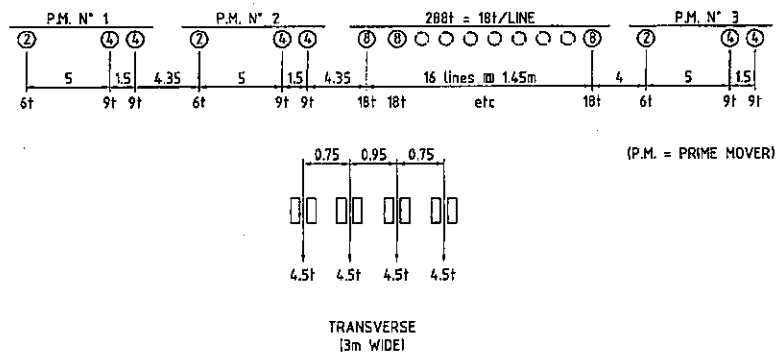 P.M. N° 1 P.M. N° 2 288t = 18t/LINE P.M. N° 3
2 4 4 2 4 4 8 8 8 2 4 4
5 1.5 4.35 5 1.5 4.35 16 lines @ 1.45m 4 5 1.5
6t 9t 9t 6t 9t 9t 18t 18t etc 18t 6t 9t 9t
(P.M. = PRIME MOVER)
0.75 0.95 0.75
4.5t 4.5t 4.5t 4.5t
TRANSVERSE
(3m WIDE)